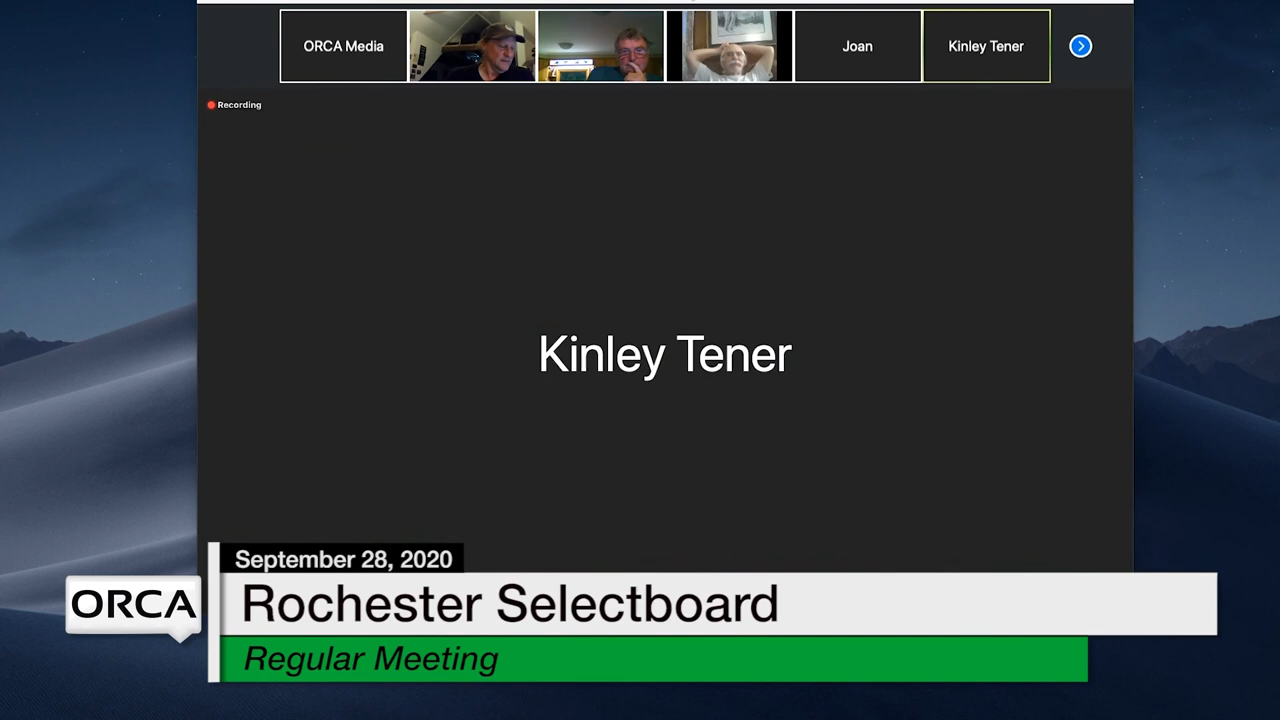 ORCA Media
Joan
Kinley Tener
Recording
Kinley Tener
September 28, 2020
ORCA
Rochester Selectboard
Regular Meeting